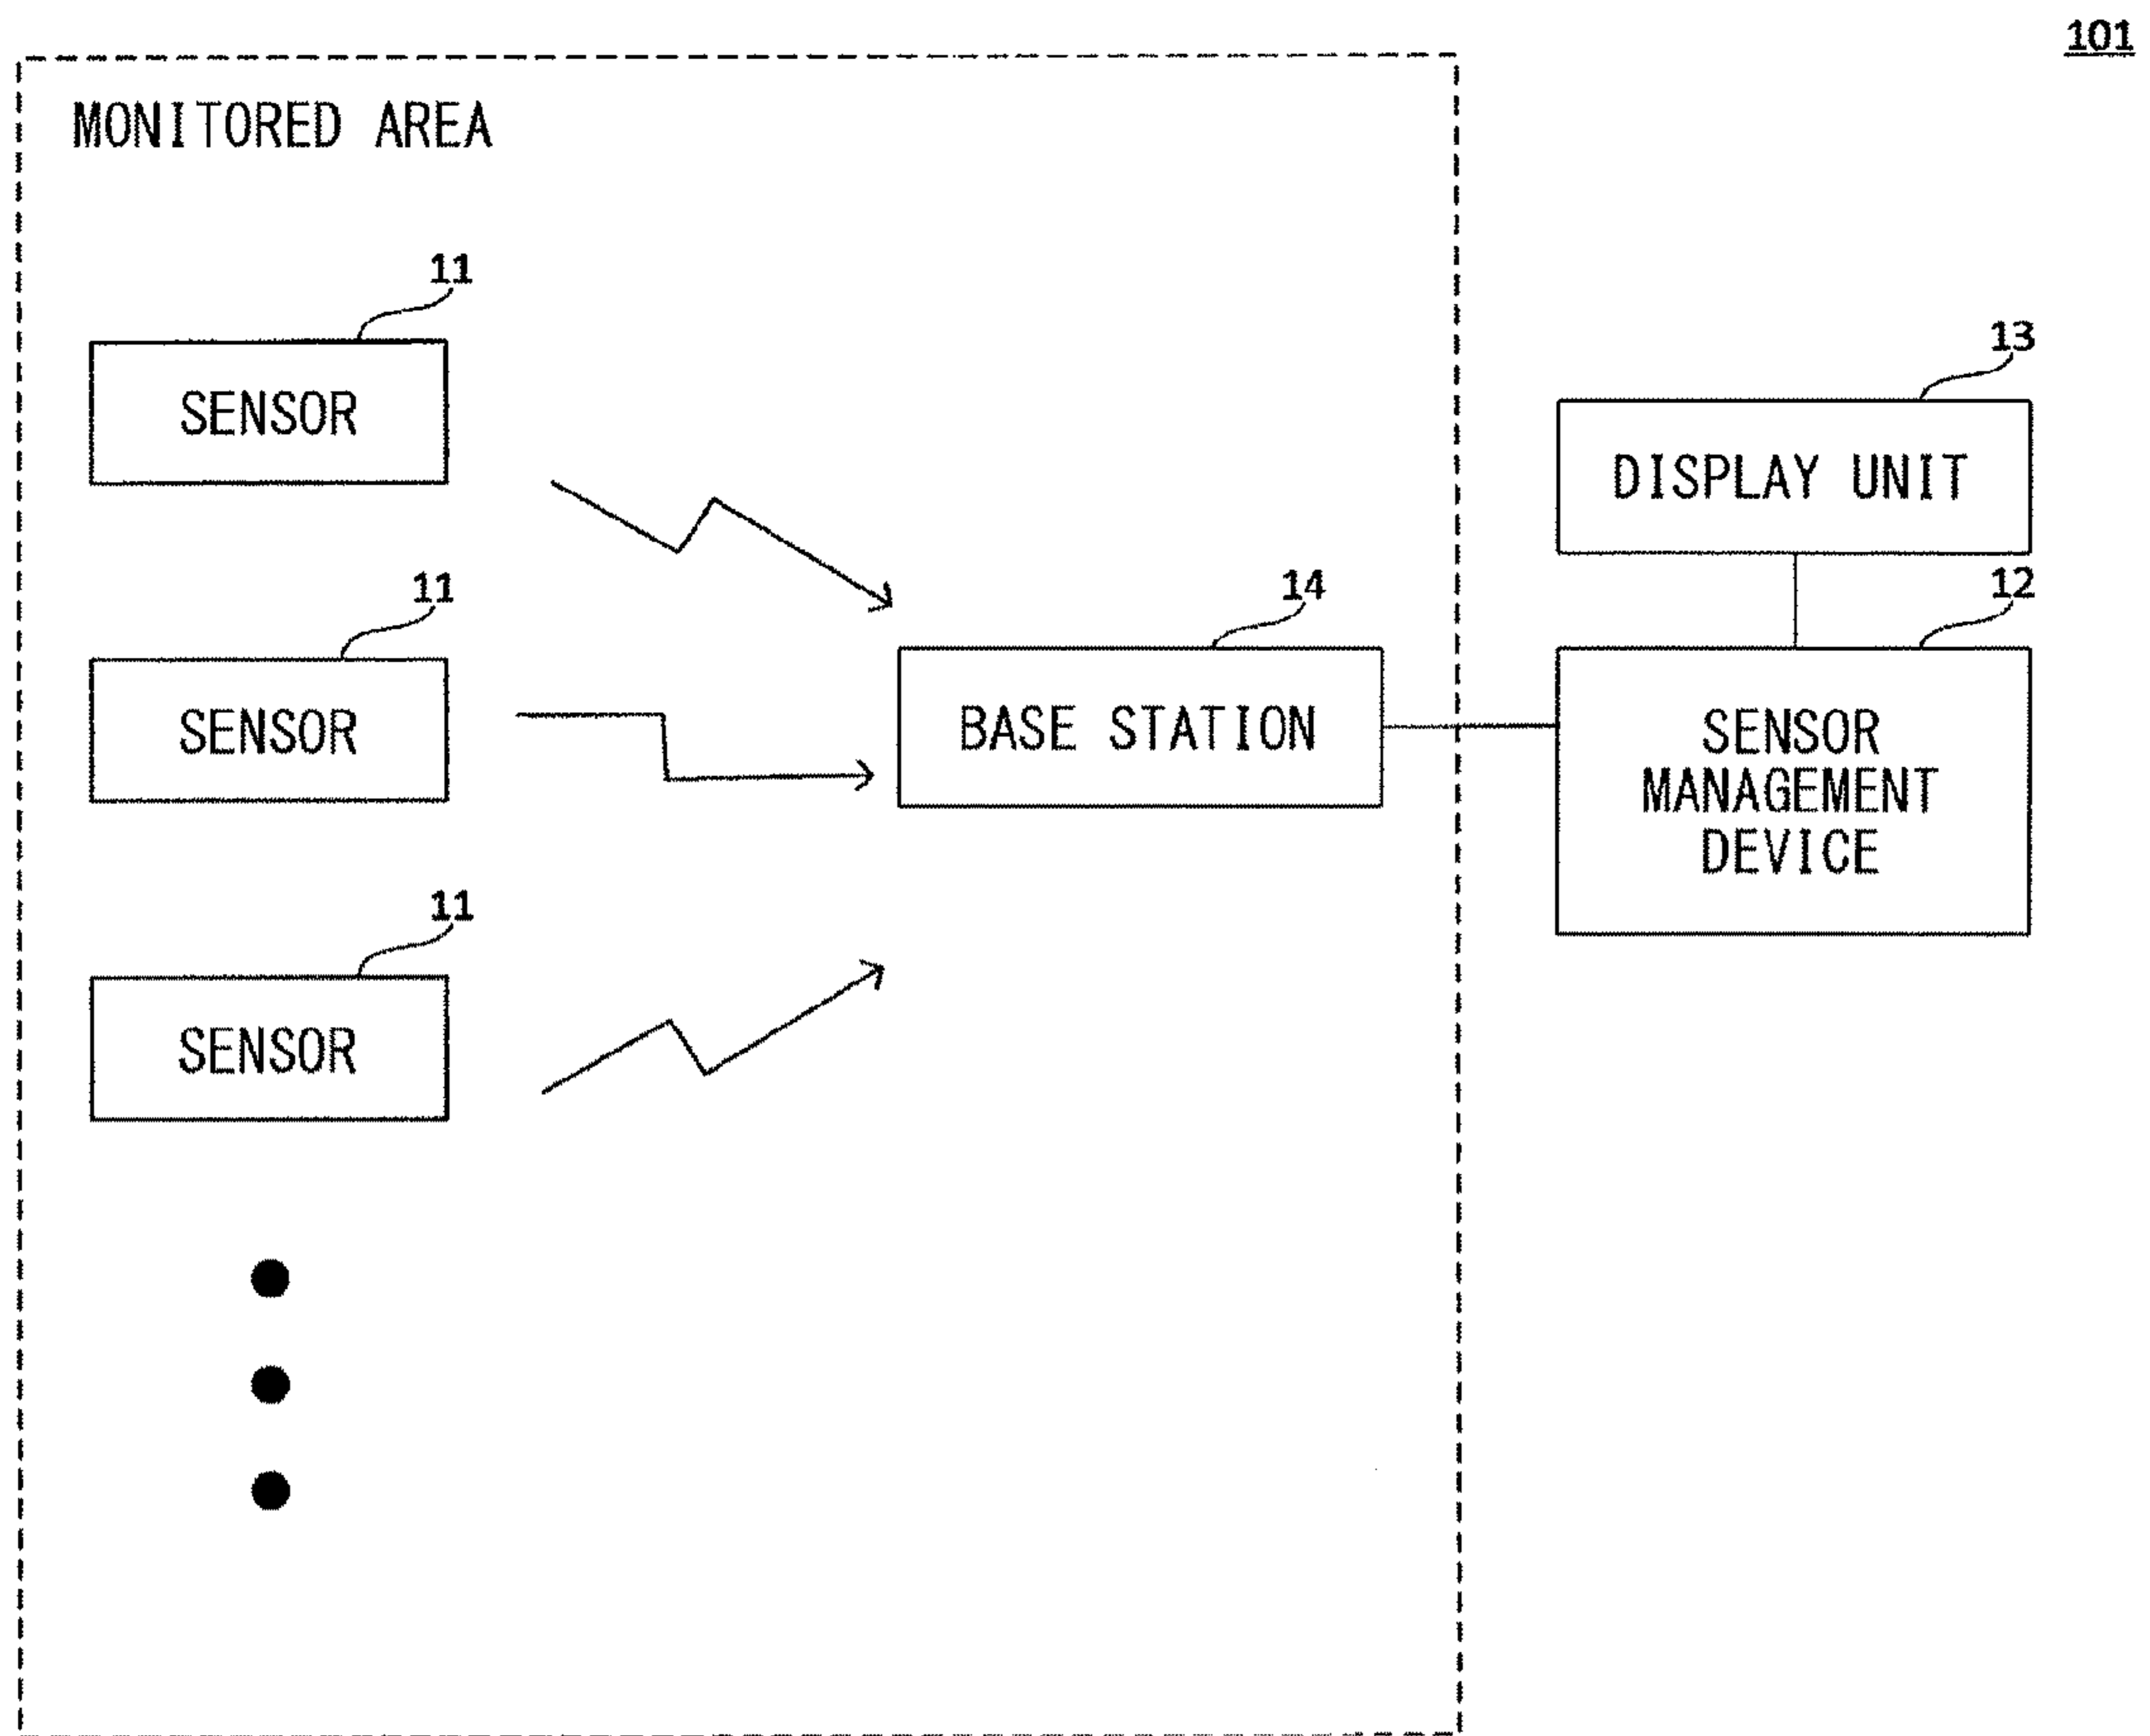 101
MONITORED AREA
11
SENSOR
13
DISPLAY UNIT
11
SENSOR
14
BASE STATION
12
SENSOR
MANAGEMENT
DEVICE
11
SENSOR